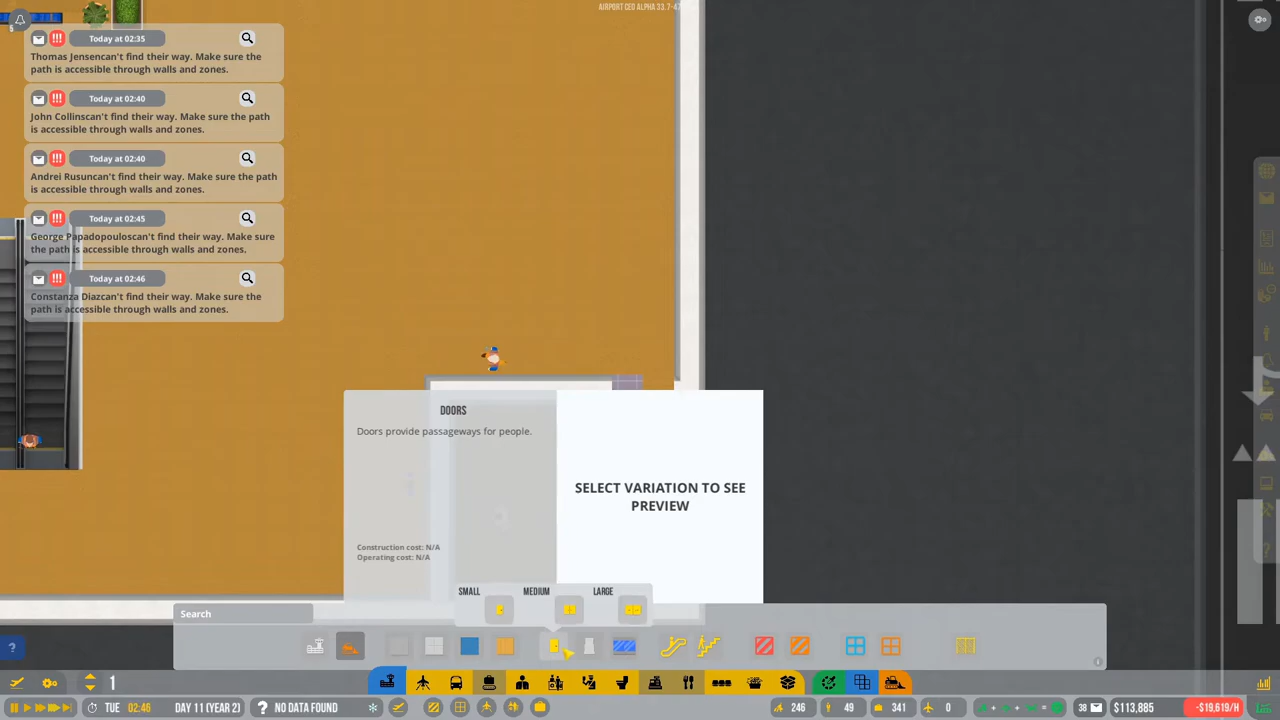 AIRPORT CEO ALPHA 33.7-47
Today at 02:35
Thomas Jensencan't find their way. Make sure the
path is accessible through walls and zones.
Today at 02:40
John Collinscan't find their way. Make sure the path
is accessible through walls and zones.
Today at 02:40
Andrei Rusuncan't find their way. Make sure the path
is accessible through walls and zones.
Today at 02:45
George Papadopouloscan't find their way. Make sure
the path is accessible through walls and zones.
Today at 02:46
Constanza Diazcan't find their way. Make sure the
path is accessible through walls and zones.
DOORS
Doors provide passageways for people.
SELECT VARIATION TO SEE
PREVIEW
Construction cost: N/A
Operating cost: N/A
SMALL MEDIUM LARGE
Search
?
1
TUE 02:46 DAY 11 (YEAR 2) ? NO DATA FOUND 246 49 341 0 38 $113,885 -$19,619/H